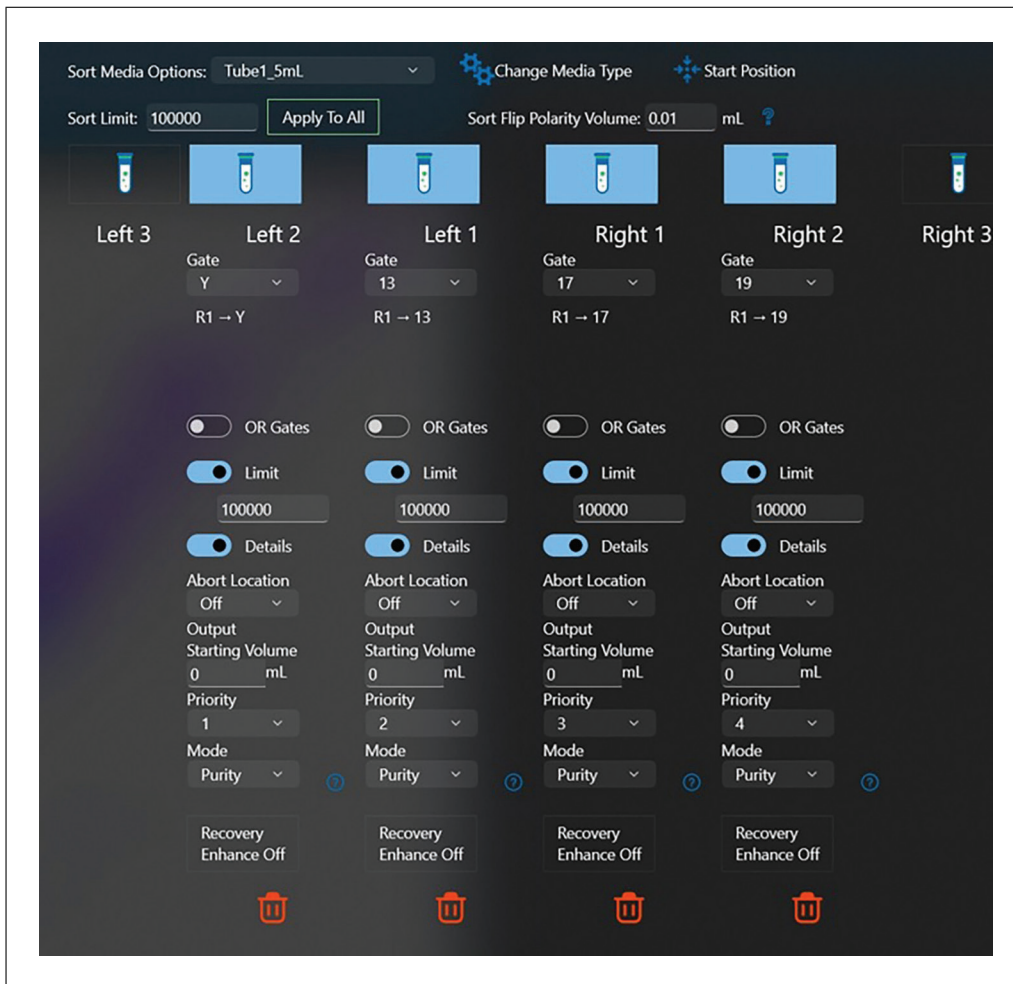 Sort Media Options: Tube1_5mL Change Media Type Start Position
Sort Limit: 100000 Apply To All Sort Flip Polarity Volume: 0.01 mL ?
Left 3 Left 2 Left 1 Right 1 Right 2 Right 3
Gate Gate Gate Gate
Y 13 17 19
R1 → Y R1 → 13 R1 → 17 R1 → 19
OR Gates OR Gates OR Gates OR Gates
Limit Limit Limit Limit
100000 100000 100000 100000
Details Details Details Details
Abort Location Abort Location Abort Location Abort Location
Off Off Off Off
Output Output Output Output
Starting Volume Starting Volume Starting Volume Starting Volume
0 mL 0 mL 0 mL 0 mL
Priority Priority Priority Priority
1 2 3 4
Mode Mode Mode Mode
Purity ? Purity ? Purity ? Purity ?
Recovery Recovery Recovery Recovery
Enhance Off Enhance Off Enhance Off Enhance Off